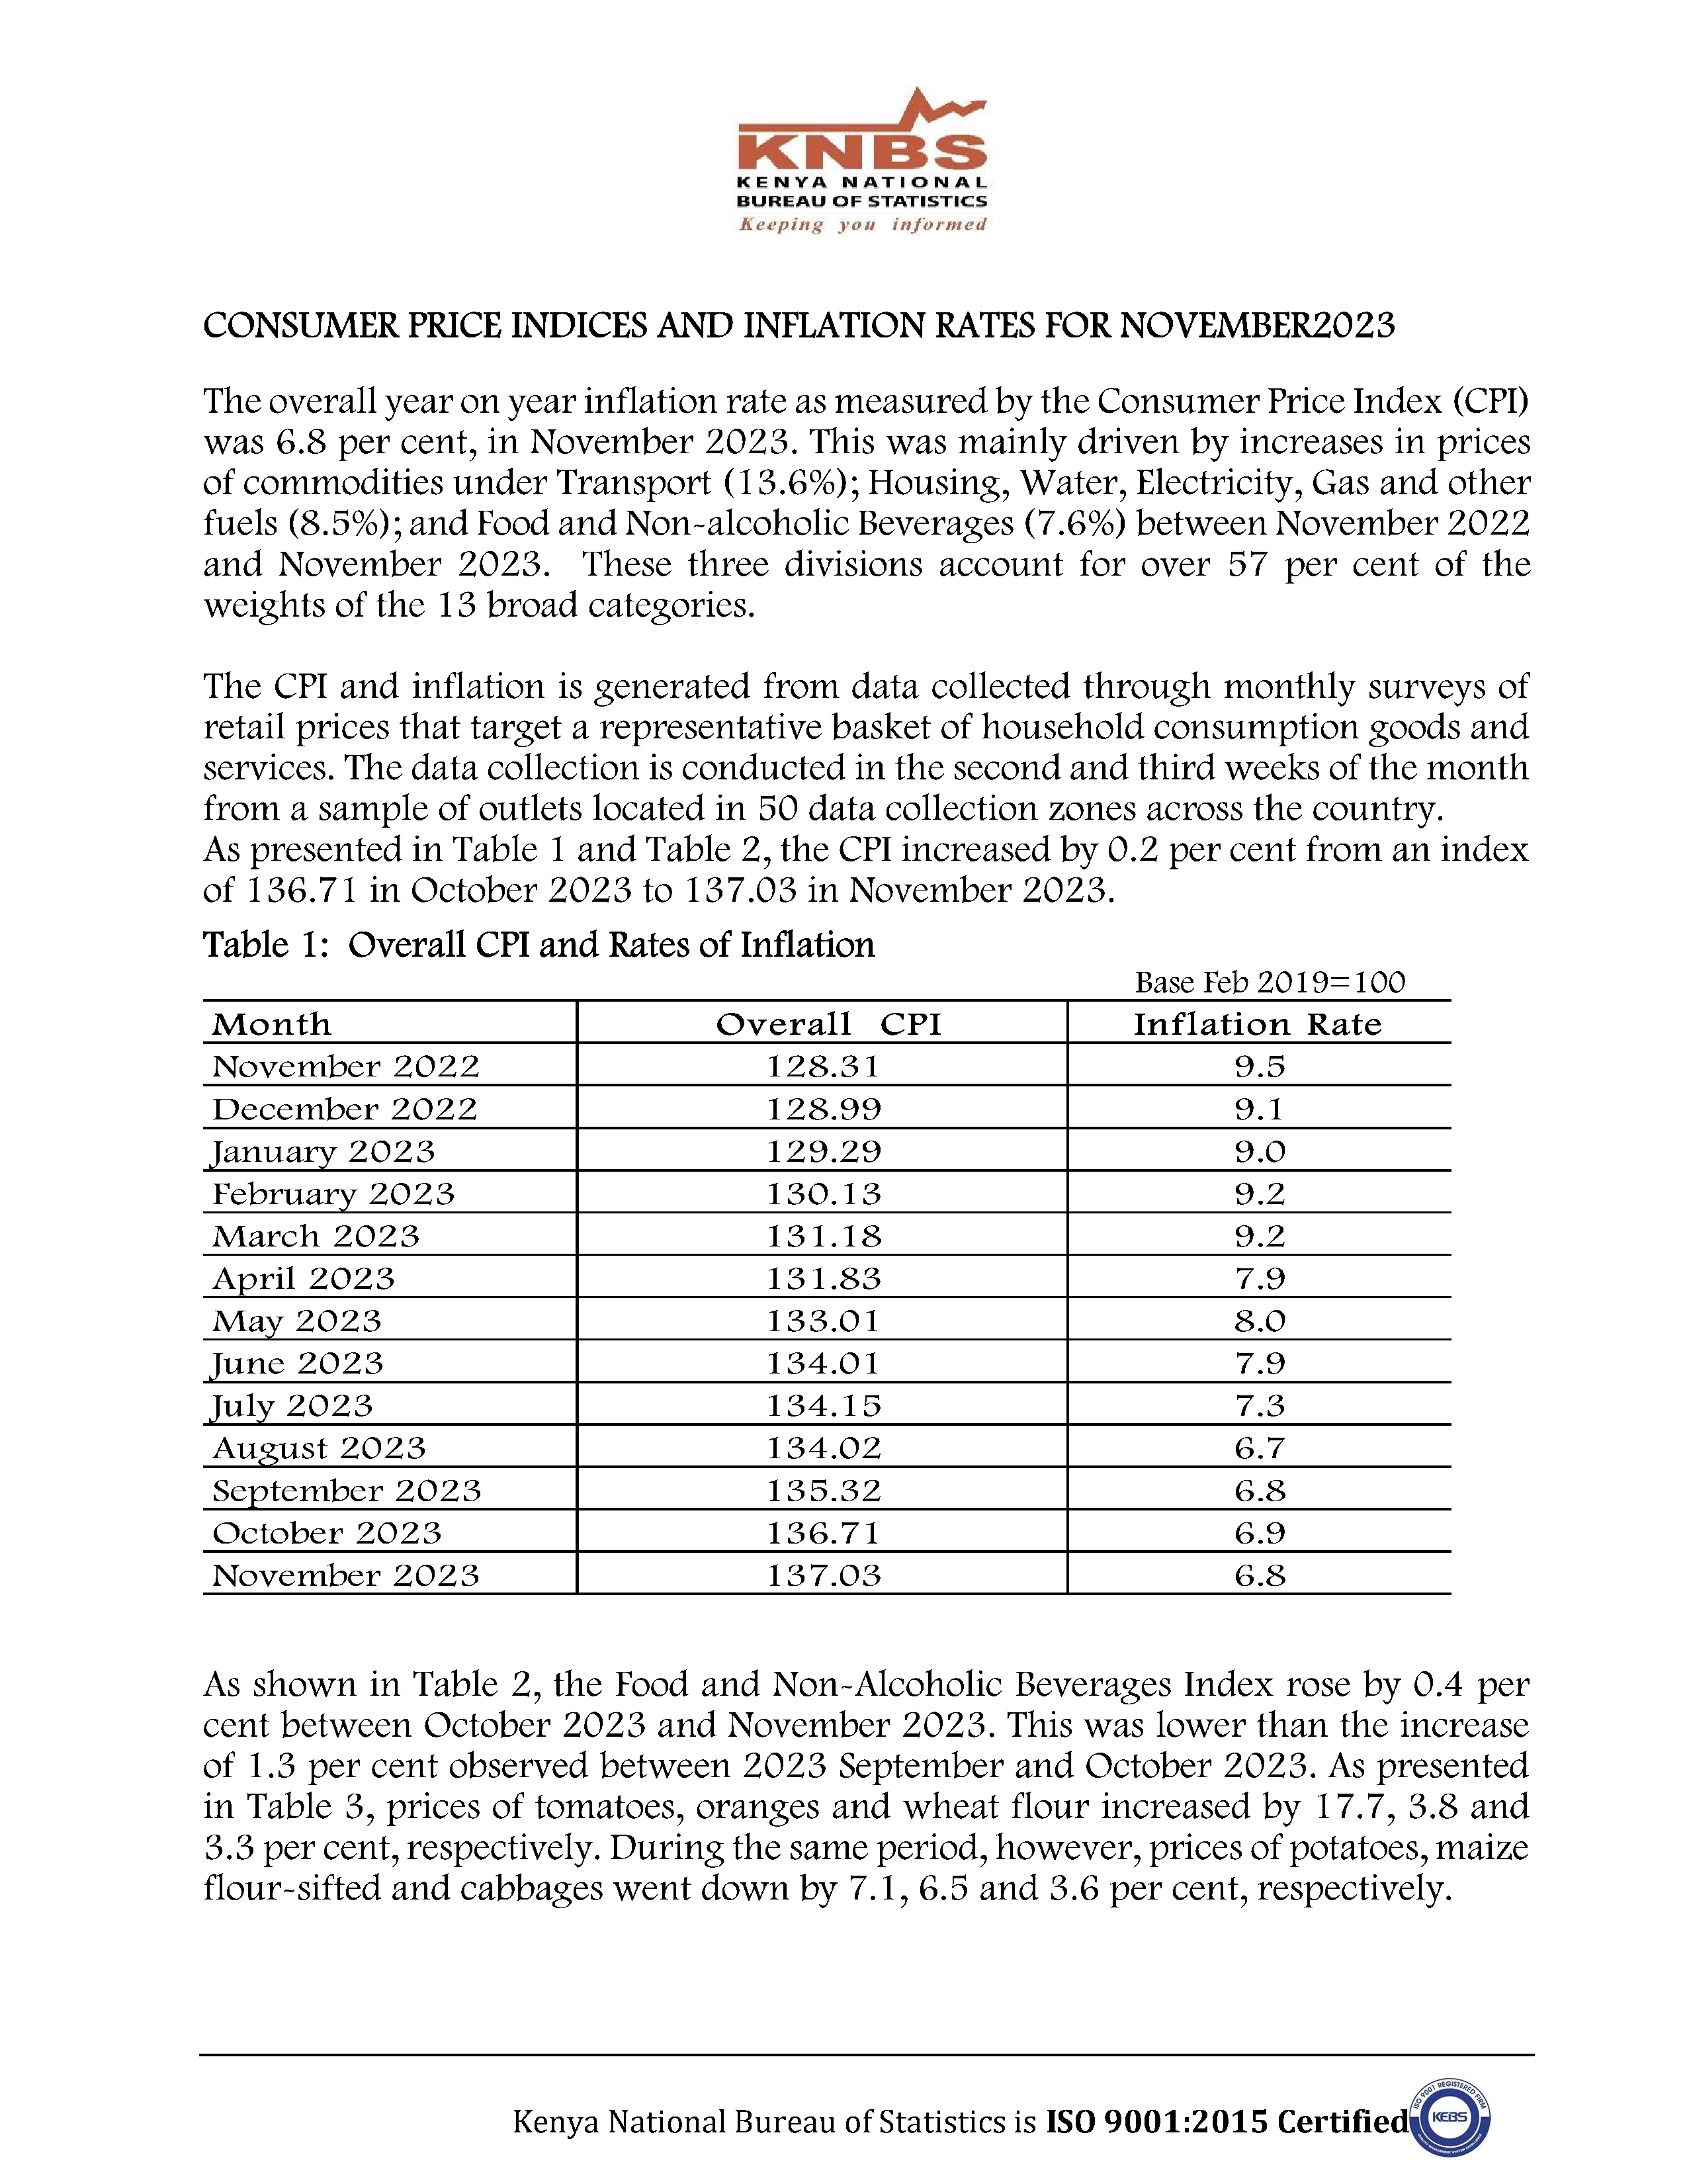 KNBS
KENYA NATIONAL
BUREAU OF STATISTICS
Keeping you informed
CONSUMER PRICE INDICES AND INFLATION RATES FOR NOVEMBER2023
The overall year on year inflation rate as measured by the Consumer Price Index (CPI)
was 6.8 per cent, in November 2023. This was mainly driven by increases in prices
of commodities under Transport (13.6%); Housing, Water, Electricity, Gas and other
fuels (8.5%); and Food and Non-alcoholic Beverages (7.6%) between November 2022
and November 2023. These three divisions account for over 57 per cent of the
weights of the 13 broad categories.
The CPI and inflation is generated from data collected through monthly surveys of
retail prices that target a representative basket of household consumption goods and
services. The data collection is conducted in the second and third weeks of the month
from a sample of outlets located in 50 data collection zones across the country.
As presented in Table 1 and Table 2, the CPI increased by 0.2 per cent from an index
of 136.71 in October 2023 to 137.03 in November 2023.
Table 1: Overall CPI and Rates of Inflation
Base Feb 2019=100
Month Overall CPI Inflation Rate
November 2022 128.31 9.5
December 2022 128.99 9.1
January 2023 129.29 9.0
February 2023 130.13 9.2
March 2023 131.18 9.2
April 2023 131.83 7.9
May 2023 133.01 8.0
June 2023 134.01 7.9
July 2023 134.15 7.3
August 2023 134.02 6.7
September 2023 135.32 6.8
October 2023 136.71 6.9
November 2023 137.03 6.8
As shown in Table 2, the Food and Non-Alcoholic Beverages Index rose by 0.4 per
cent between October 2023 and November 2023. This was lower than the increase
of 1.3 per cent observed between 2023 September and October 2023. As presented
in Table 3, prices of tomatoes, oranges and wheat flour increased by 17.7, 3.8 and
3.3 per cent, respectively. During the same period, however, prices of potatoes, maize
flour-sifted and cabbages went down by 7.1, 6.5 and 3.6 per cent, respectively.
Kenya National Bureau of Statistics is ISO 9001:2015 Certified
ISO 9001 REGISTERED FIRM
KEBS